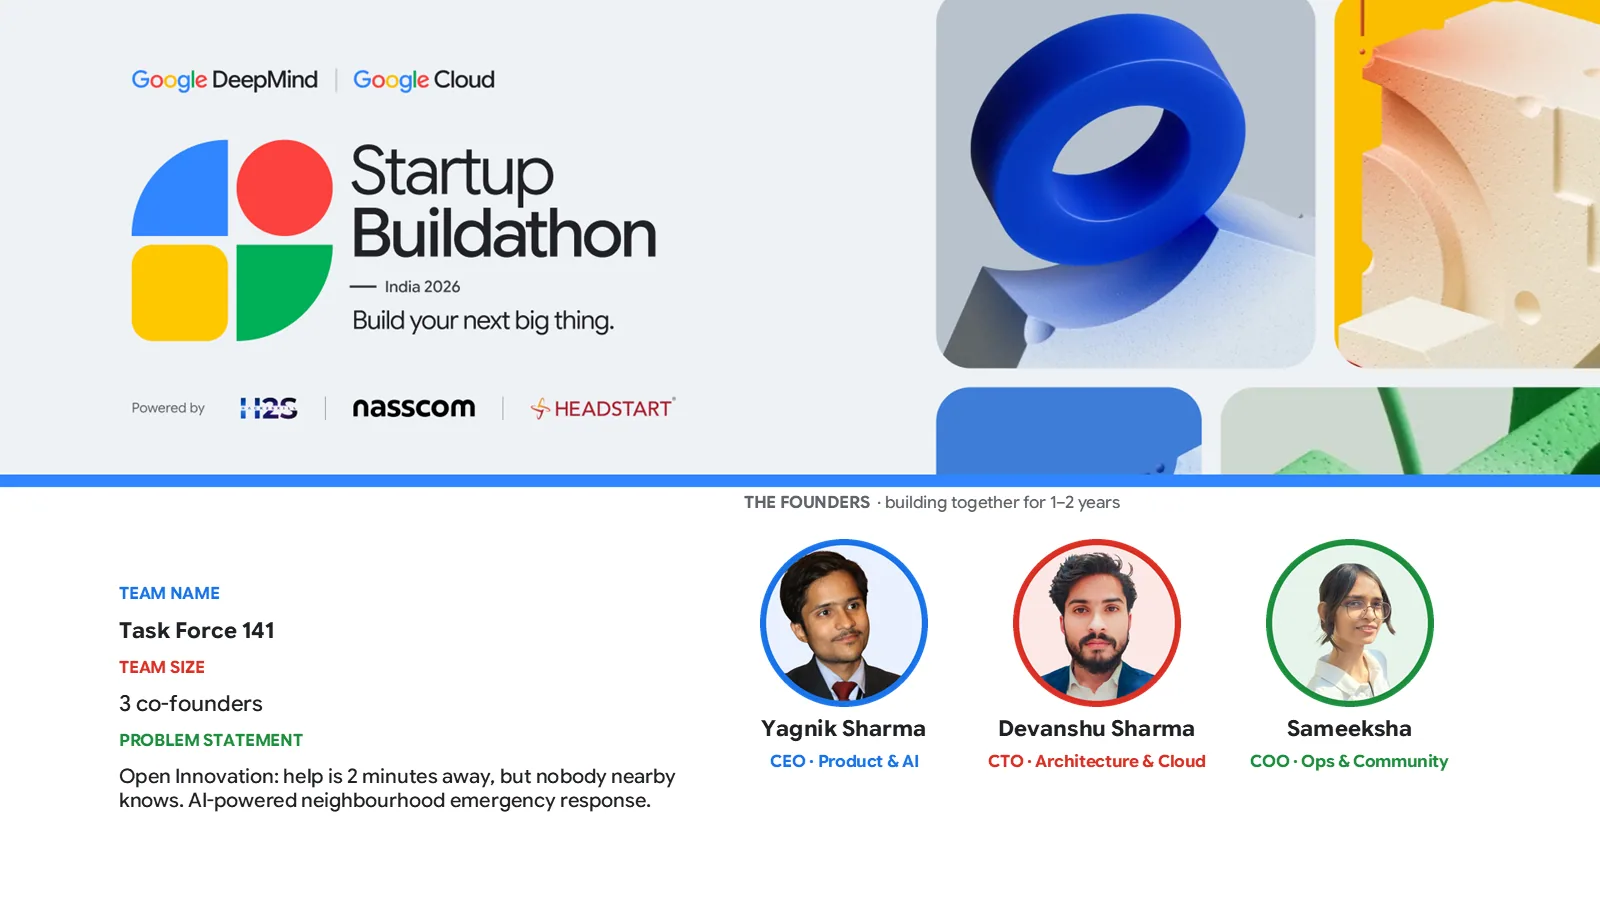 Google DeepMind | Google Cloud
Startup
Buildathon
— India 2026
Build your next big thing.
Powered by H2S | nasscom | HEADSTART
THE FOUNDERS · building together for 1–2 years
TEAM NAME
Task Force 141
TEAM SIZE
3 co-founders
PROBLEM STATEMENT
Open Innovation: help is 2 minutes away, but nobody nearby
knows. AI-powered neighbourhood emergency response.
Yagnik Sharma
CEO · Product & AI
Devanshu Sharma
CTO · Architecture & Cloud
Sameeksha
COO · Ops & Community